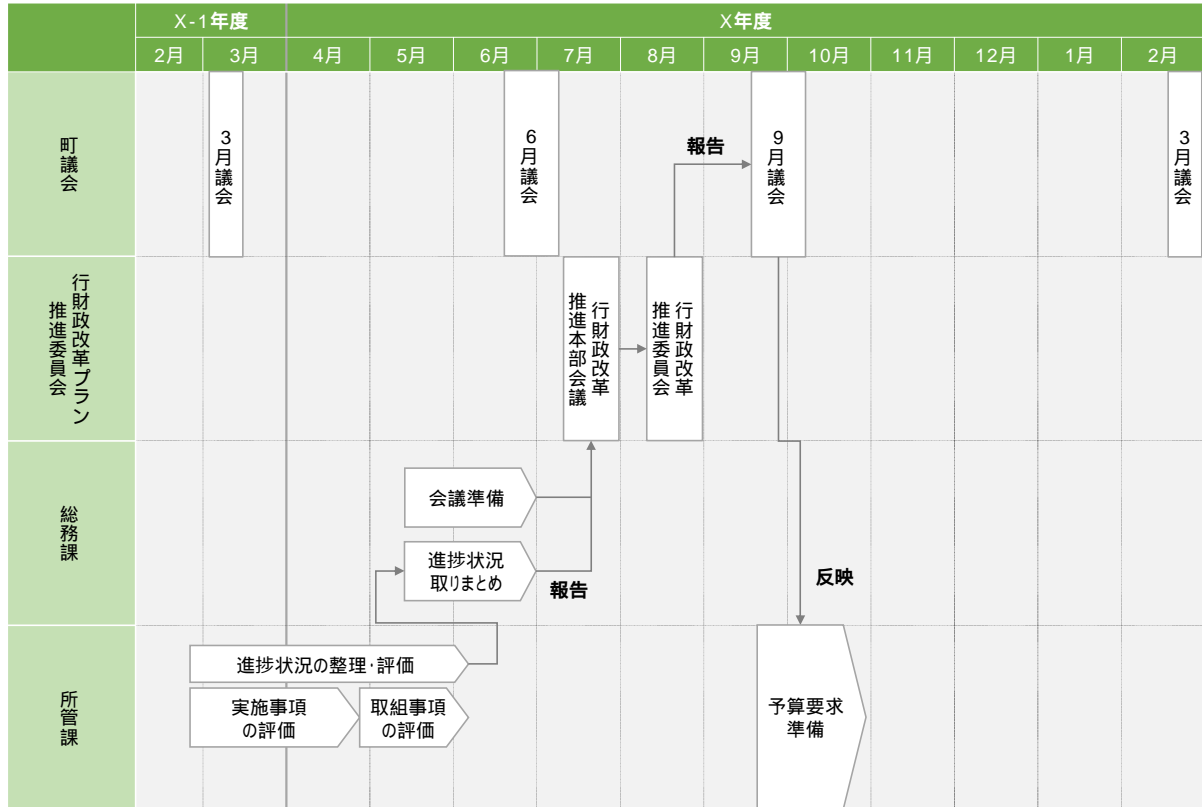 X-1年度
X年度
2月
3月
4月
5月
6月
7月
8月
9月
10月
11月
12月
1月
2月
町議会
3月議会
6月議会
報告
9月議会
3月議会
行財政改革プラン
推進委員会
行財政改革
推進本部会議
行財政改革
推進委員会
総務課
会議準備
進捗状況
取りまとめ
報告
反映
所管課
進捗状況の整理・評価
実施事項
の評価
取組事項
の評価
予算要求
準備